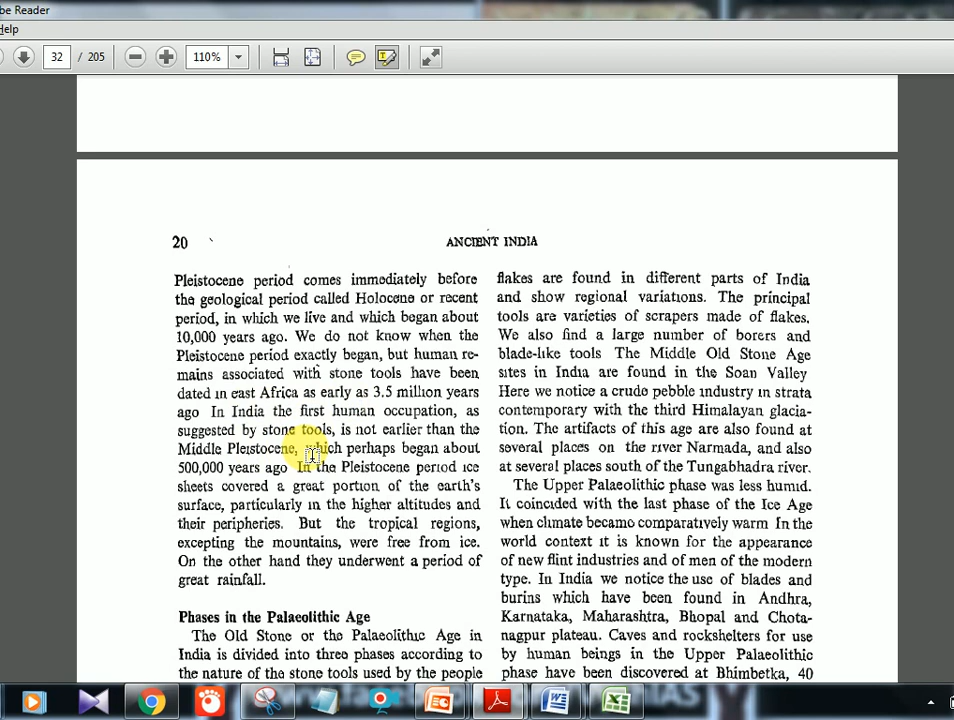 be Reader
Help
32 / 205 110%
20 ANCIENT INDIA
Pleistocene period comes immediately before
the geological period called Holocene or recent
period, in which we live and which began about
10,000 years ago. We do not know when the
Pleistocene period exactly began, but human re-
mains associated with stone tools have been
dated in east Africa as early as 3.5 million years
ago In India the first human occupation, as
suggested by stone tools, is not earlier than the
Middle Pleistocene, which perhaps began about
500,000 years ago In the Pleistocene period ice
sheets covered a great portion of the earth's
surface, particularly in the higher altitudes and
their peripheries. But the tropical regions,
excepting the mountains, were free from ice.
On the other hand they underwent a period of
great rainfall.
Phases in the Palaeolithic Age
The Old Stone or the Palaeolithic Age in
India is divided into three phases according to
the nature of the stone tools used by the people
flakes are found in different parts of India
and show regional variations. The principal
tools are varieties of scrapers made of flakes.
We also find a large number of borers and
blade-like tools The Middle Old Stone Age
sites in India are found in the Soan Valley
Here we notice a crude pebble industry in strata
contemporary with the third Himalayan glacia-
tion. The artifacts of this age are also found at
several places on the river Narmada, and also
at several places south of the Tungabhadra river.
The Upper Palaeolithic phase was less humid.
It coincided with the last phase of the Ice Age
when climate became comparatively warm In the
world context it is known for the appearance
of new flint industries and of men of the modern
type. In India we notice the use of blades and
burins which have been found in Andhra,
Karnataka, Maharashtra, Bhopal and Chota-
nagpur plateau. Caves and rockshelters for use
by human beings in the Upper Palaeolithic
phase have been discovered at Bhimbetka, 40